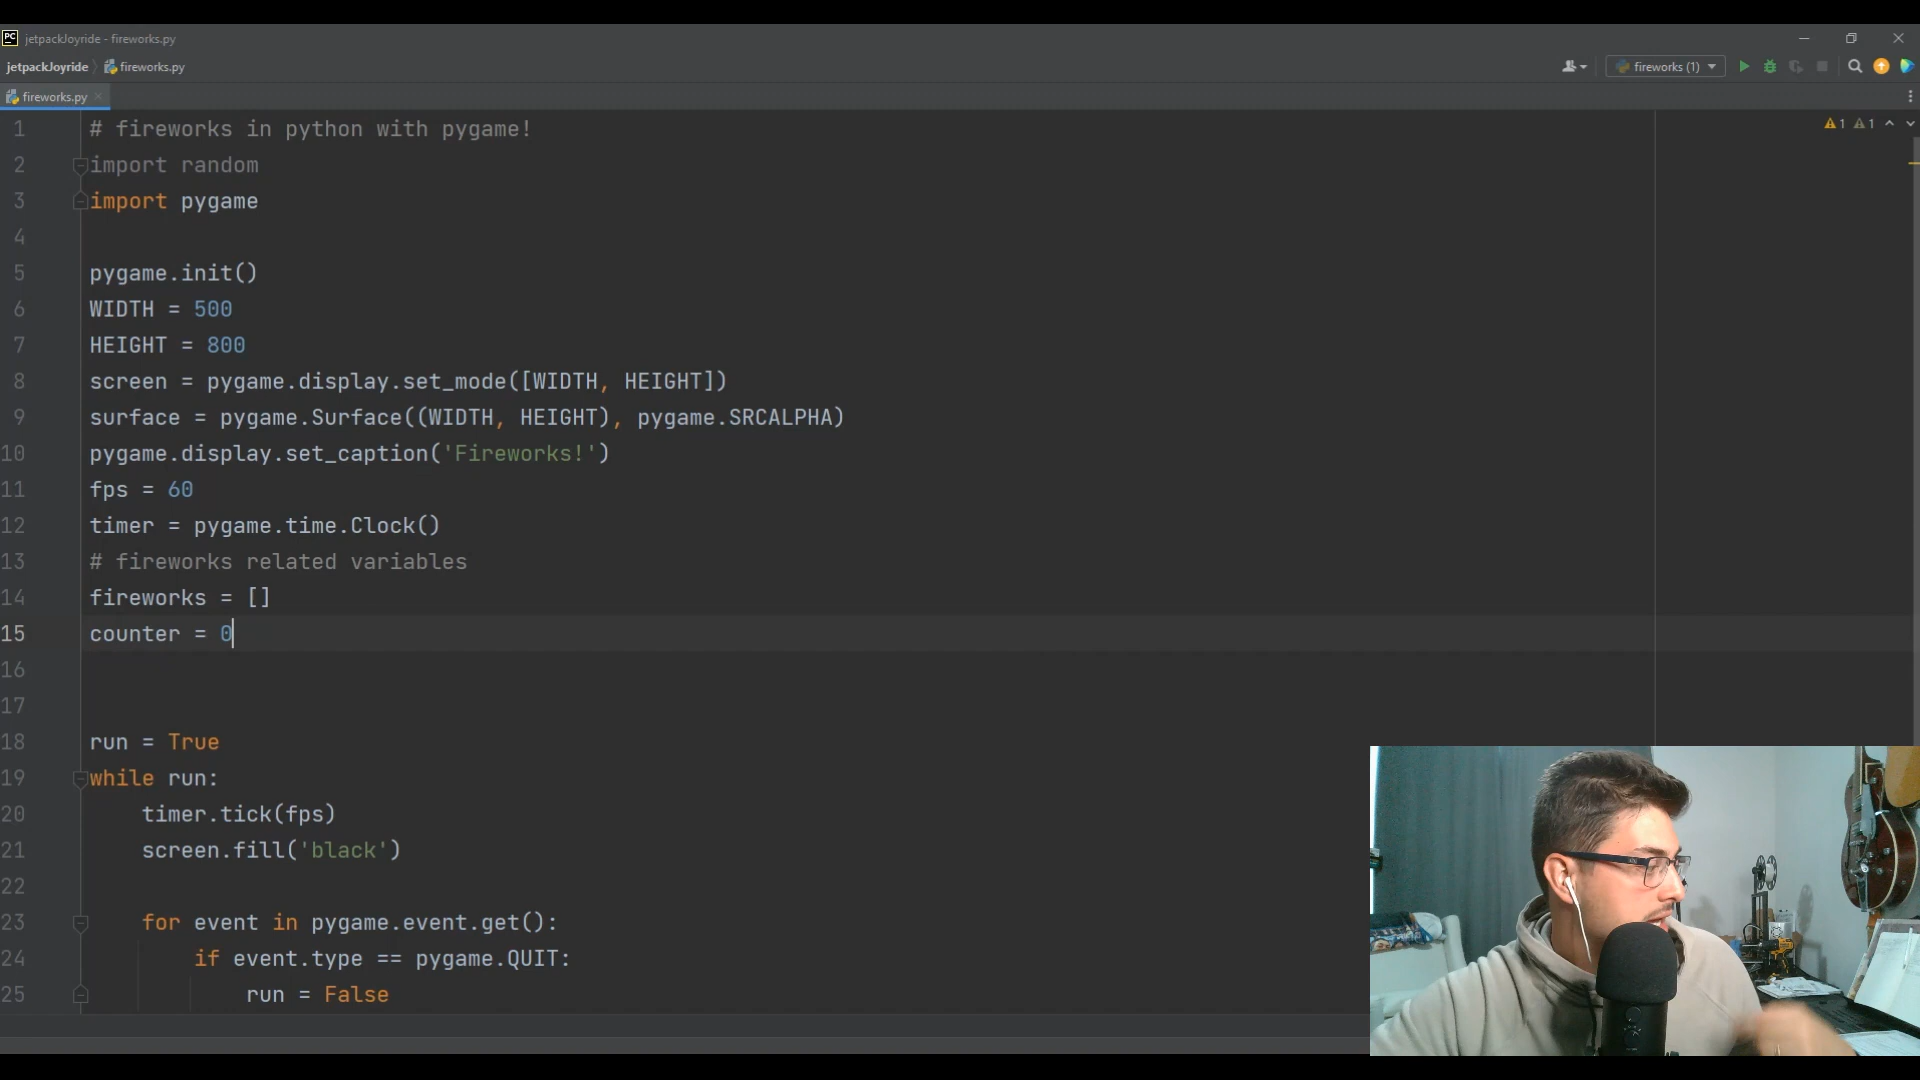 PC jetpackJoyride - fireworks.py
jetpackJoyride fireworks.py fireworks (1)
fireworks.py
1 # fireworks in python with pygame!
2 import random
3 import pygame
4
5 pygame.init()
6 WIDTH = 500
7 HEIGHT = 800
8 screen = pygame.display.set_mode([WIDTH, HEIGHT])
9 surface = pygame.Surface((WIDTH, HEIGHT), pygame.SRCALPHA)
10 pygame.display.set_caption('Fireworks!')
11 fps = 60
12 timer = pygame.time.Clock()
13 # fireworks related variables
14 fireworks = []
15 counter = 0
16
17
18 run = True
19 while run:
20 timer.tick(fps)
21 screen.fill('black')
22
23 for event in pygame.event.get():
24 if event.type == pygame.QUIT:
25 run = False
1 1